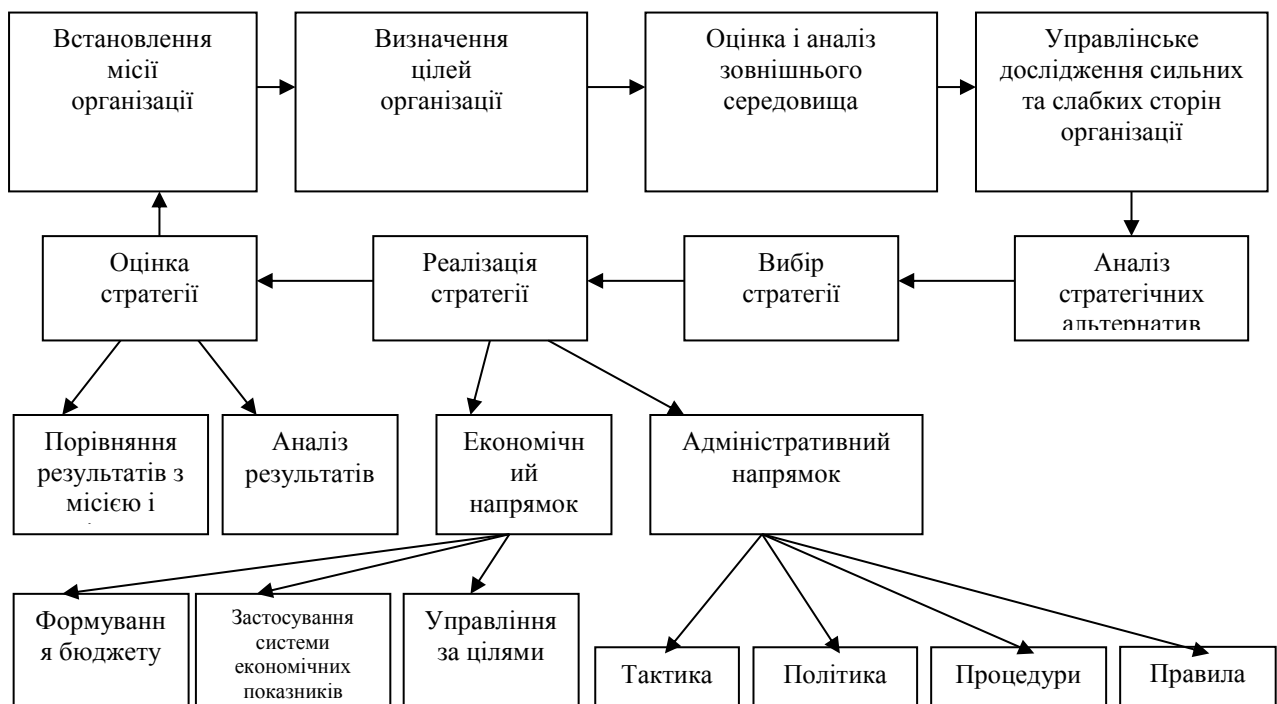 Встановлення
місії
організації
Визначення
цілей
організації
Оцінка і аналіз
зовнішнього
середовища
Управлінське
дослідження сильних
та слабких сторін
організації
Оцінка
стратегії
Реалізація
стратегії
Вибір
стратегії
Аналіз
стратегічних
альтернатив
Порівняння
результатів з
місією і
Аналіз
результатів
Економічн
ий
напрямок
Адміністративний
напрямок
Формуванн
я бюджету
Застосування
системи
економічних
показників
Управління
за цілями
Тактика
Політика
Процедури
Правила